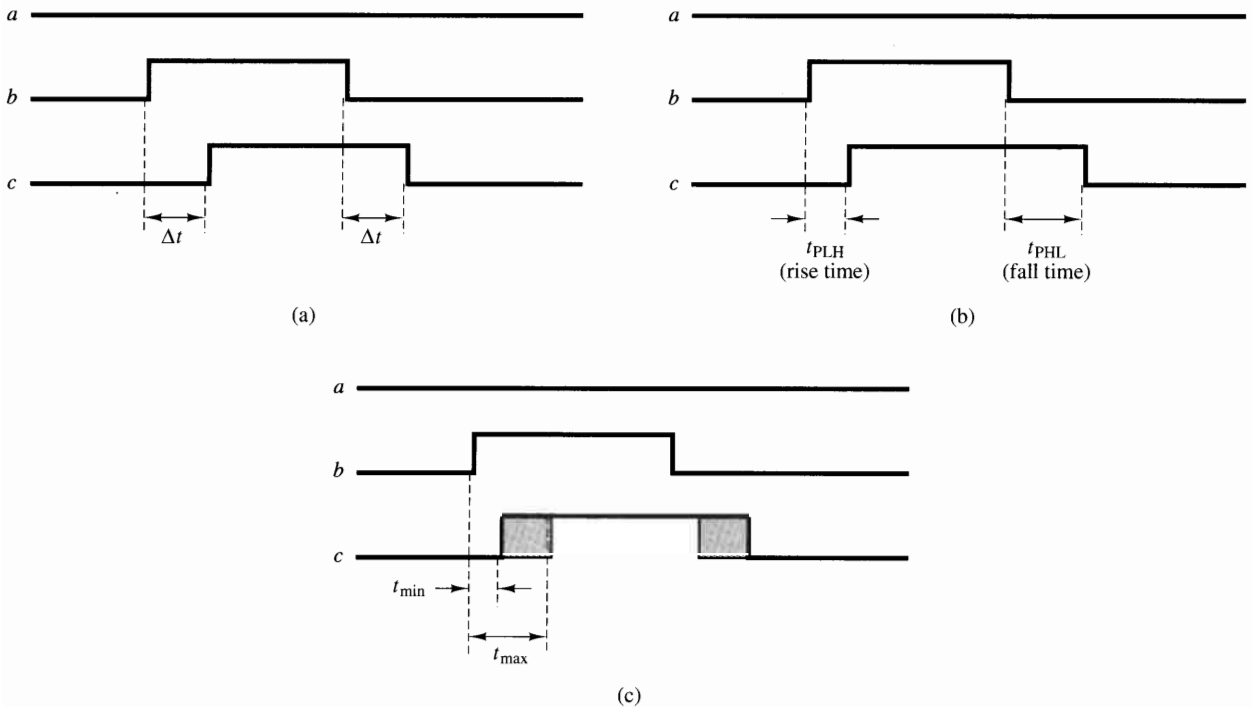 a
b
c
Δt Δt
(a)
a
b
c
tPLH
(rise time)
tPHL
(fall time)
(b)
a
b
c
tmin
tmax
(c)